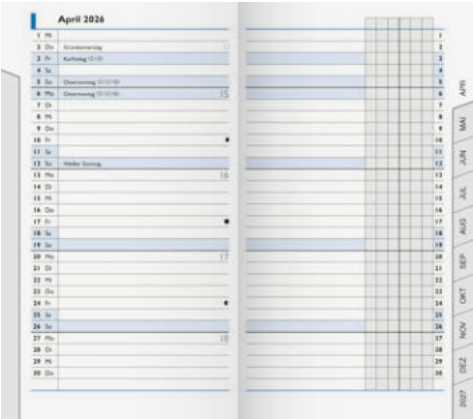 April 2026
1 Mi
2 Do Gründonnerstag
3 Fr Karfreitag
4 Sa
5 So Ostersonntag
6 Mo Ostermontag 15
7 Di
8 Mi
9 Do
10 Fr
11 Sa
12 So Weißer Sonntag
13 Mo 16
14 Di
15 Mi
16 Do
17 Fr
18 Sa
19 So
20 Mo 17
21 Di
22 Mi
23 Do
24 Fr
25 Sa
26 So
27 Mo 18
28 Di
29 Mi
30 Do
1
2
3
4
5
6
7
8
9
10
11
12
13
14
15
16
17
18
19
20
21
22
23
24
25
26
27
28
29
30
APR
MAI
JUN
JUL
AUG
SEP
OKT
NOV
DEZ
2027